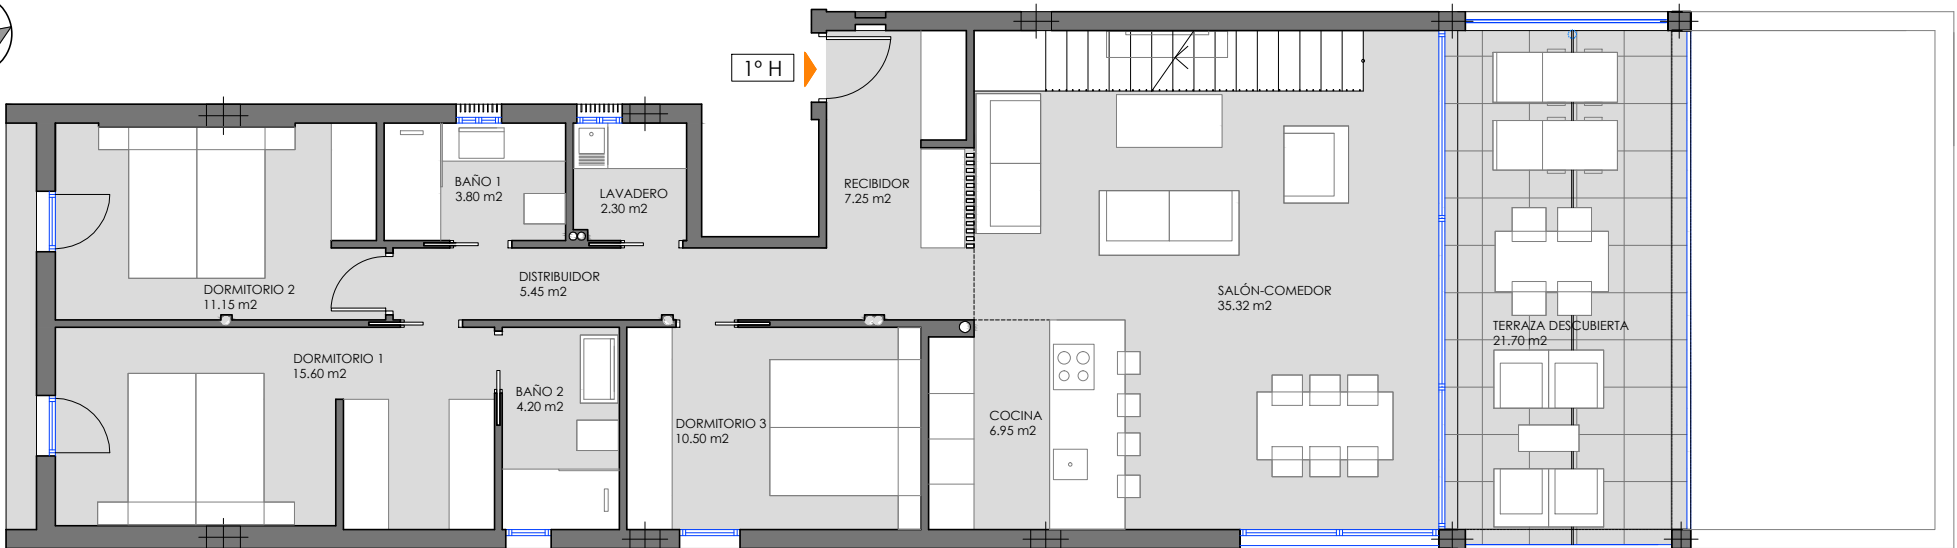 1º H
BAÑO 1
3.80 m2
LAVADERO
2.30 m2
RECIBIDOR
7.25 m2
DISTRIBUIDOR
5.45 m2
DORMITORIO 2
11.15 m2
SALÓN-COMEDOR
35.32 m2
TERRAZA DESCUBIERTA
21.70 m2
DORMITORIO 1
15.60 m2
BAÑO 2
4.20 m2
DORMITORIO 3
10.50 m2
COCINA
6.95 m2